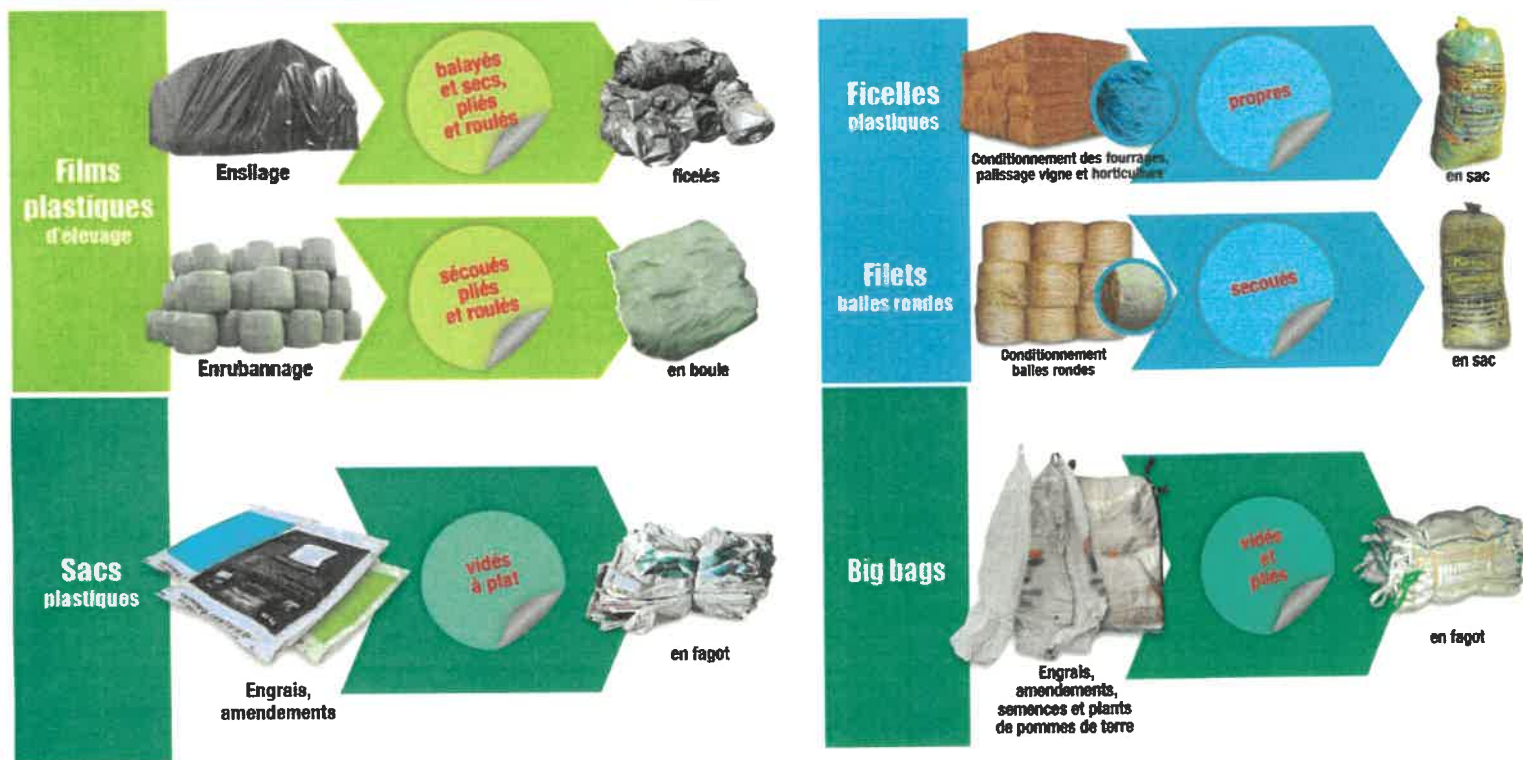 Films
plastiques
d'élevage
Ensilage
balayés
et secs,
pliés
et roulés
ficelés
Enrubannage
sécoués
pliés
et roulés
en boule
Sacs
plastiques
Engrais,
amendements
vidés
à plat
en fagot
Ficelles
plastiques
Conditionnement des fourrages,
palissage vigne et horticulture
propres
en sac
Filets
balles rondes
Conditionnement
balles rondes
secoués
en sac
Big bags
Engrais,
amendements,
semences et plants
de pommes de terre
vidés
et
pliés
en fagot